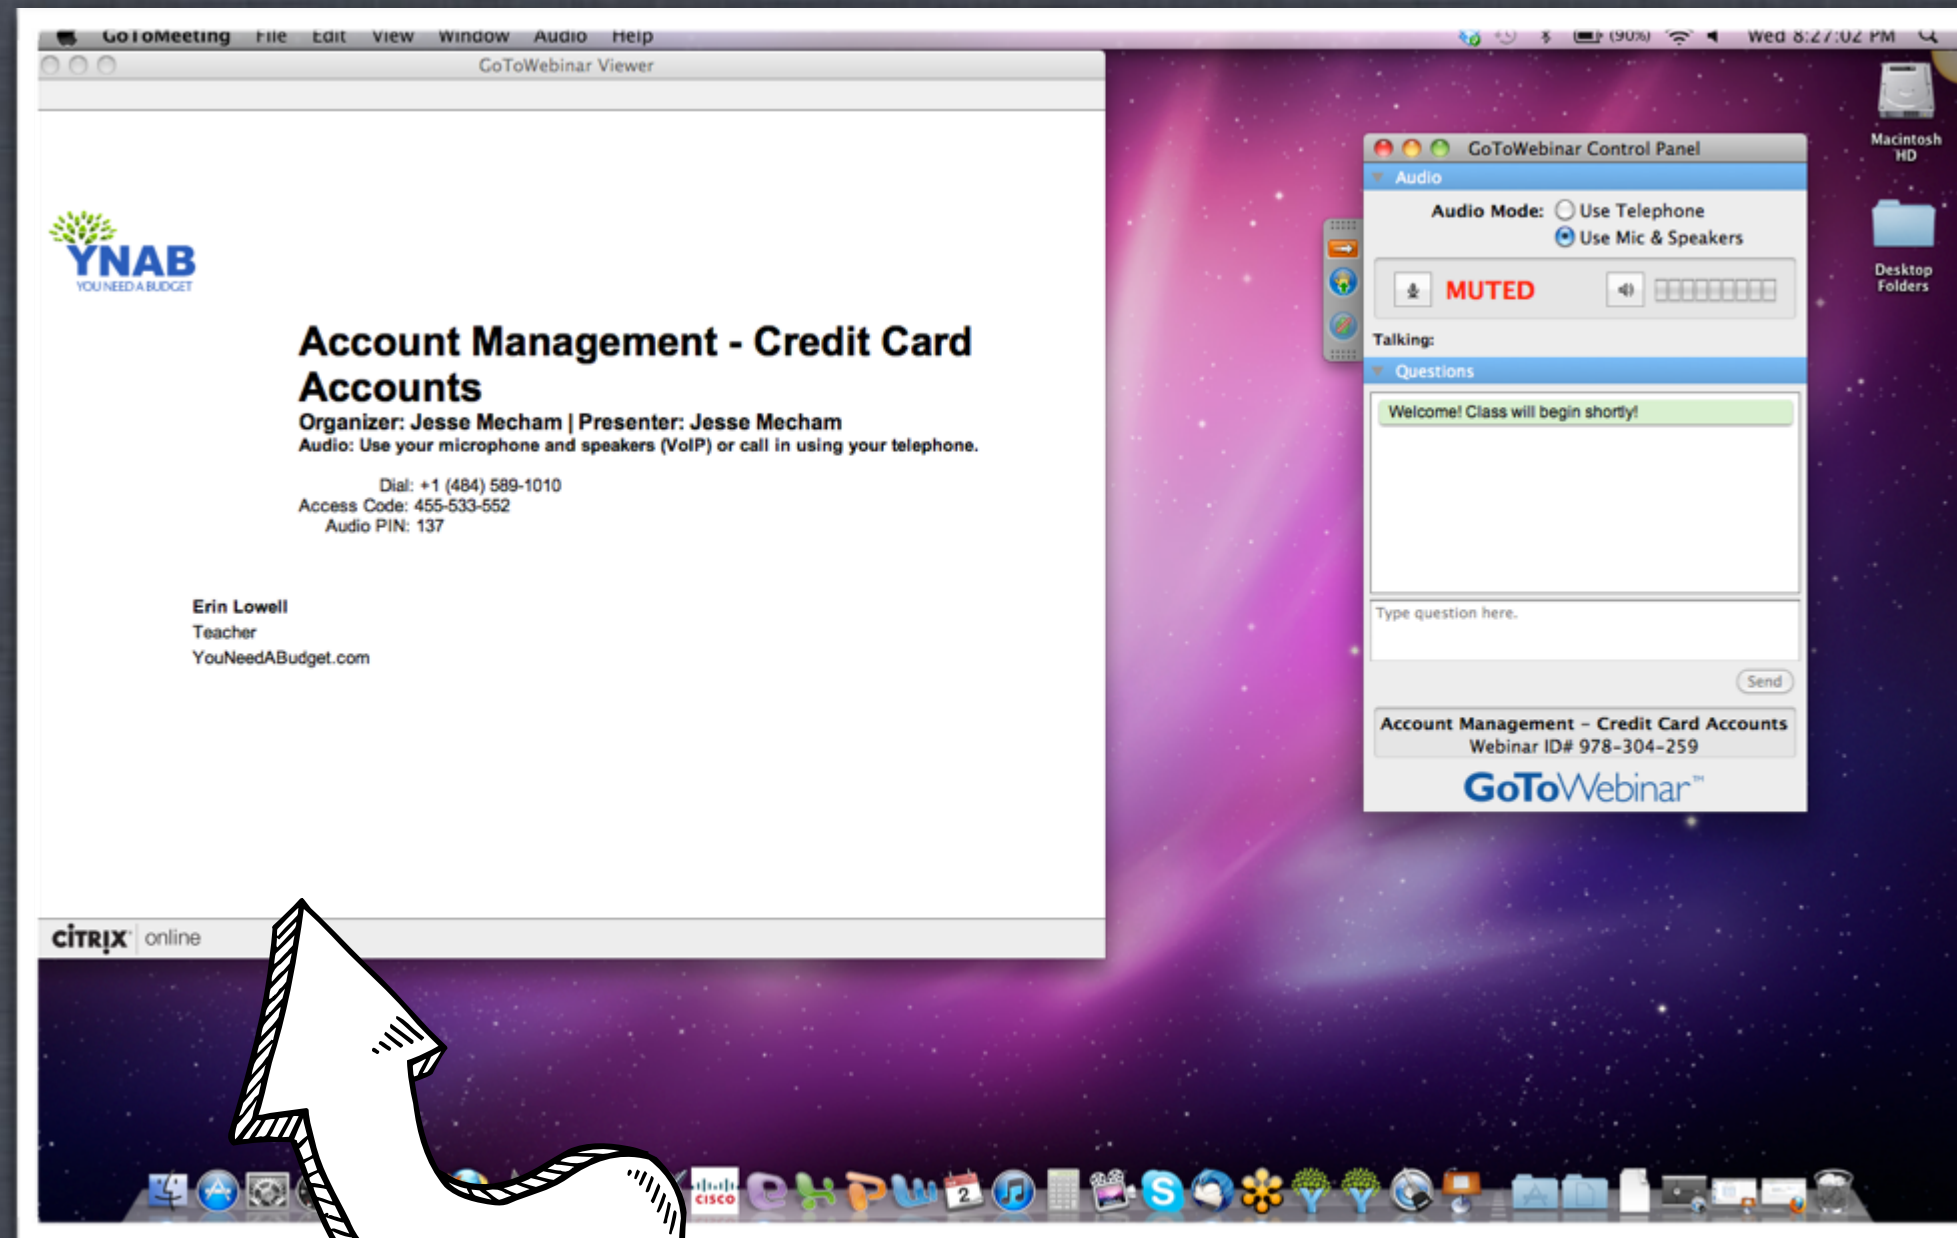 GoToMeeting File Edit View Window Audio Help
(90%) Wed 8:27:02 PM
GoToWebinar Viewer
YNAB
YOU NEED A BUDGET
Account Management - Credit Card
Accounts
Organizer: Jesse Mecham | Presenter: Jesse Mecham
Audio: Use your microphone and speakers (VoIP) or call in using your telephone.
Dial: +1 (484) 589-1010
Access Code: 455-533-552
Audio PIN: 137
Erin Lowell
Teacher
YouNeedABudget.com
CİTRIX online
GoToWebinar Control Panel
Audio
Audio Mode: Use Telephone
Use Mic & Speakers
MUTED
Talking:
Questions
Welcome! Class will begin shortly!
Type question here.
Send
Account Management – Credit Card Accounts
Webinar ID# 978-304-259
GoToWebinar™
Macintosh
HD
Desktop
Folders
CISCO
2